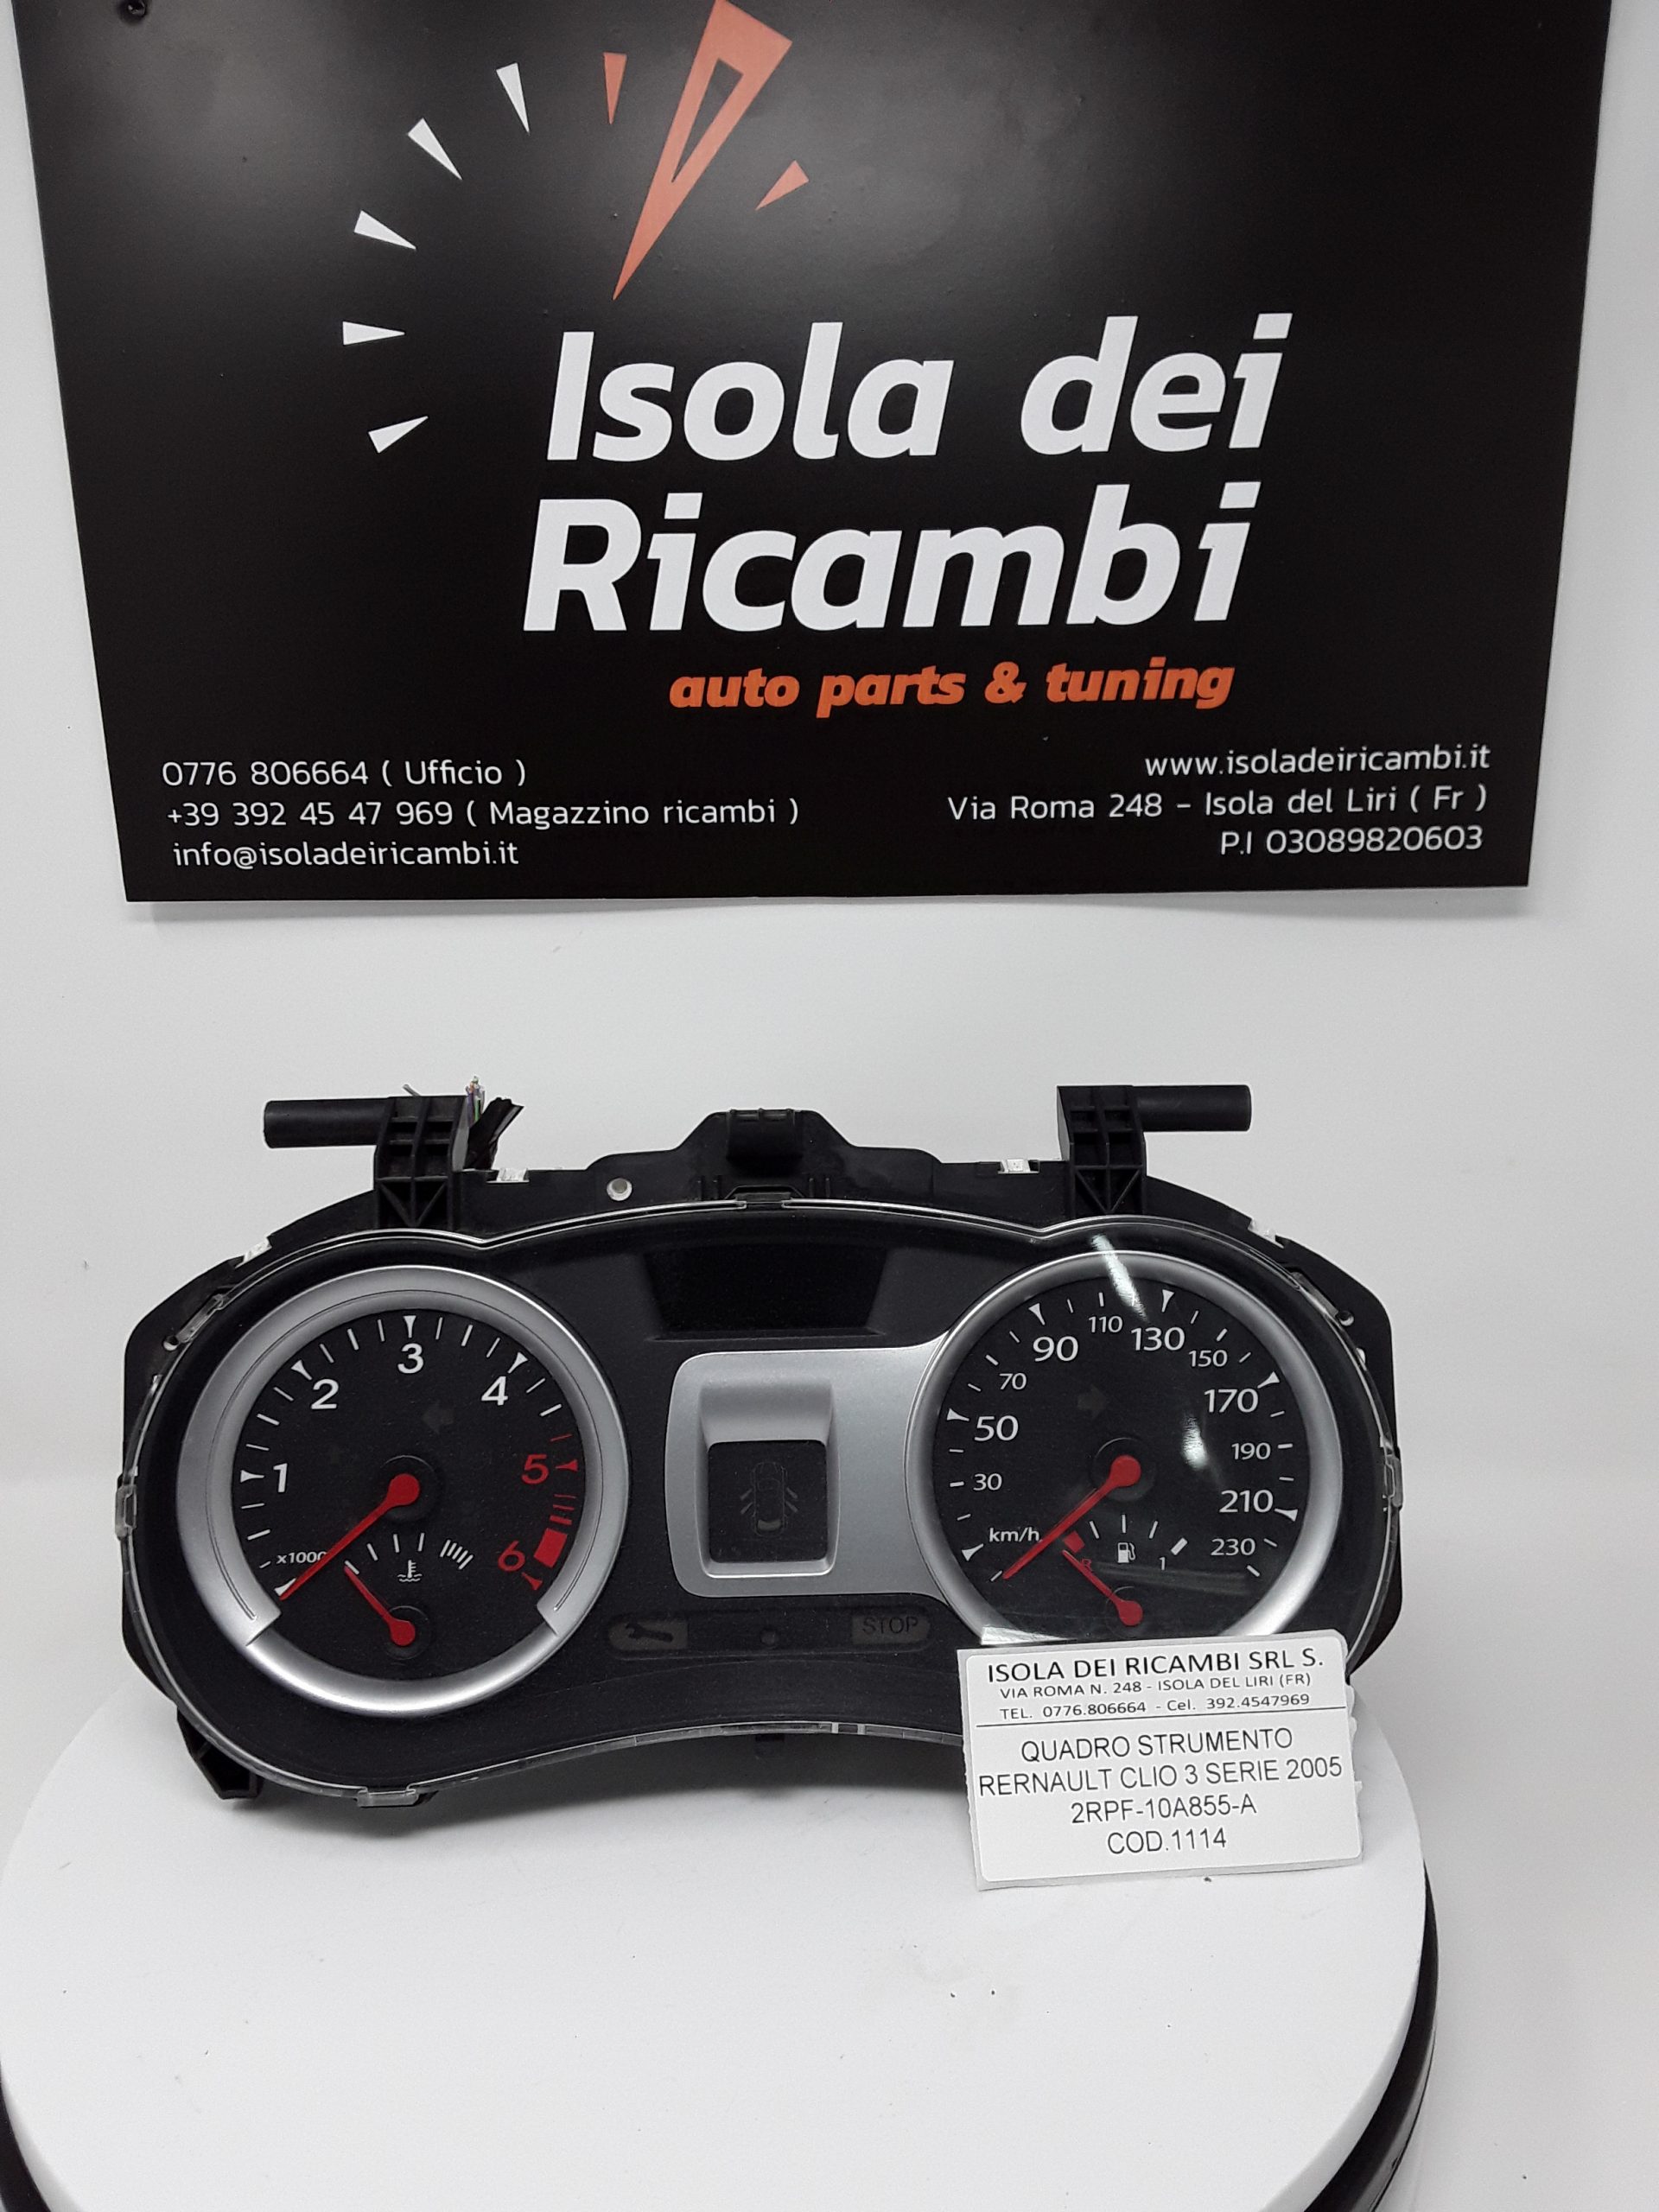 Isola dei
Ricambi
auto parts & tuning
0776 806664 ( Ufficio )
+39 392 45 47 969 ( Magazzino ricambi )
info@isoladeiricambi.it
www.isoladeiricambi.it
Via Roma 248 - Isola del Liri ( Fr )
P.I 03089820603
1
2
3
4
5
6
x1000
km/h
30
50
70
90
110
130
150
170
190
210
230
1
STOP
ISOLA DEI RICAMBI SRL S.
VIA ROMA N. 248 - ISOLA DEL LIRI (FR)
TEL. 0776.806664 - Cel. 392.4547969
QUADRO STRUMENTO
RERNAULT CLIO 3 SERIE 2005
2RPF-10A855-A
COD.1114